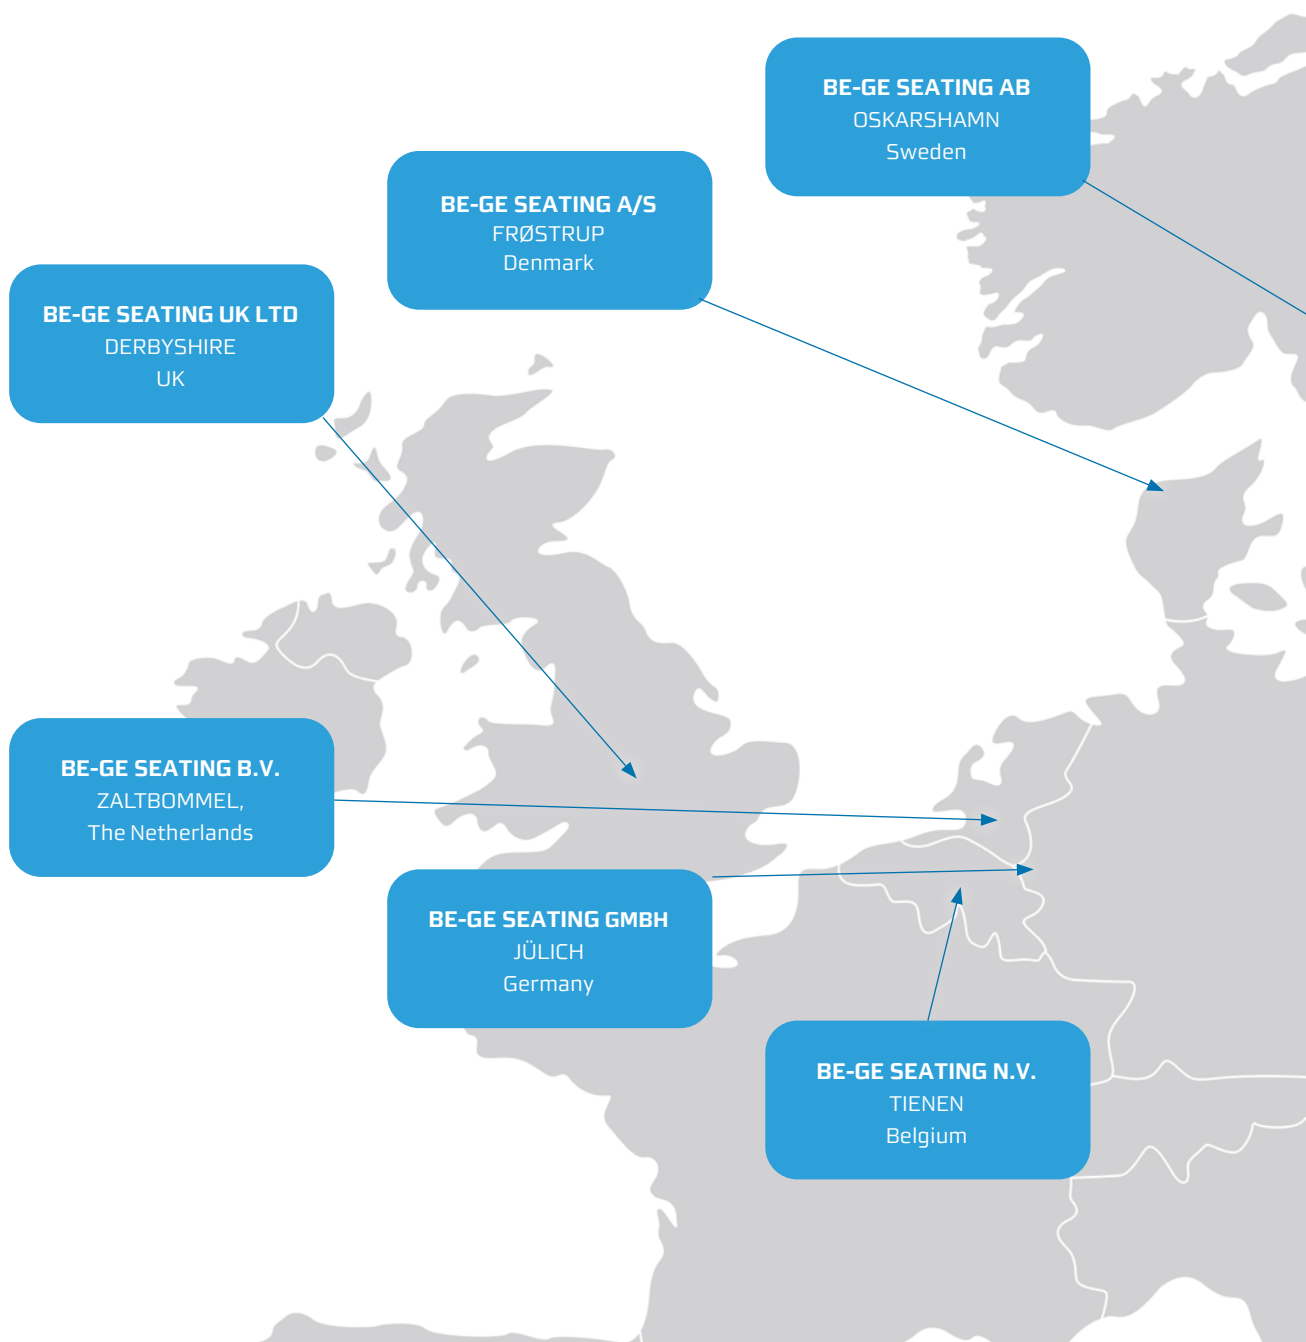 BE-GE SEATING AB
OSKARSHAMN
Sweden
BE-GE SEATING A/S
FRØSTRUP
Denmark
BE-GE SEATING UK LTD
DERBYSHIRE
UK
BE-GE SEATING B.V.
ZALTBOMMEL,
The Netherlands
BE-GE SEATING GMBH
JÜLICH
Germany
BE-GE SEATING N.V.
TIENEN
Belgium